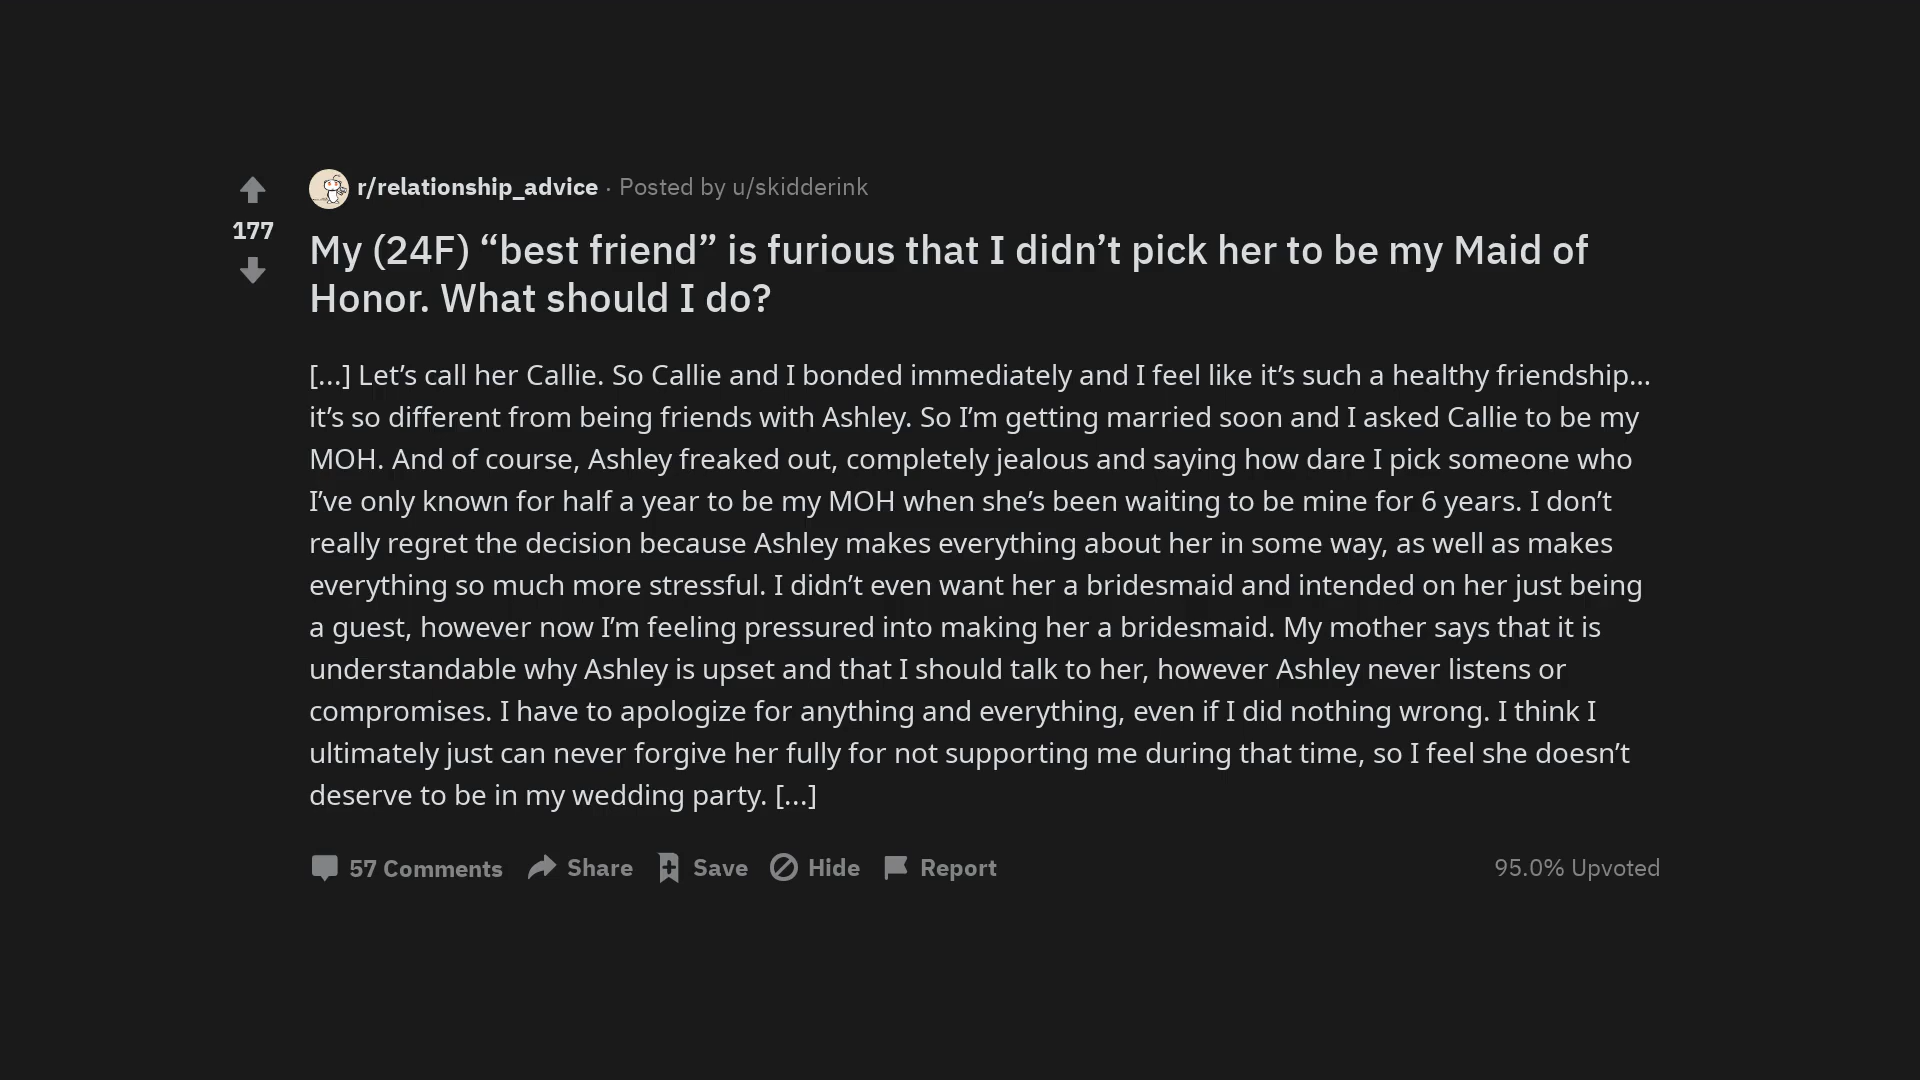 r/relationship_advice · Posted by u/skidderink
177
My (24F) “best friend” is furious that I didn’t pick her to be my Maid of
Honor. What should I do?
[...] Let’s call her Callie. So Callie and I bonded immediately and I feel like it’s such a healthy friendship...
it’s so different from being friends with Ashley. So I’m getting married soon and I asked Callie to be my
MOH. And of course, Ashley freaked out, completely jealous and saying how dare I pick someone who
I’ve only known for half a year to be my MOH when she’s been waiting to be mine for 6 years. I don’t
really regret the decision because Ashley makes everything about her in some way, as well as makes
everything so much more stressful. I didn’t even want her a bridesmaid and intended on her just being
a guest, however now I’m feeling pressured into making her a bridesmaid. My mother says that it is
understandable why Ashley is upset and that I should talk to her, however Ashley never listens or
compromises. I have to apologize for anything and everything, even if I did nothing wrong. I think I
ultimately just can never forgive her fully for not supporting me during that time, so I feel she doesn’t
deserve to be in my wedding party. [...]
57 Comments Share Save Hide Report 95.0% Upvoted